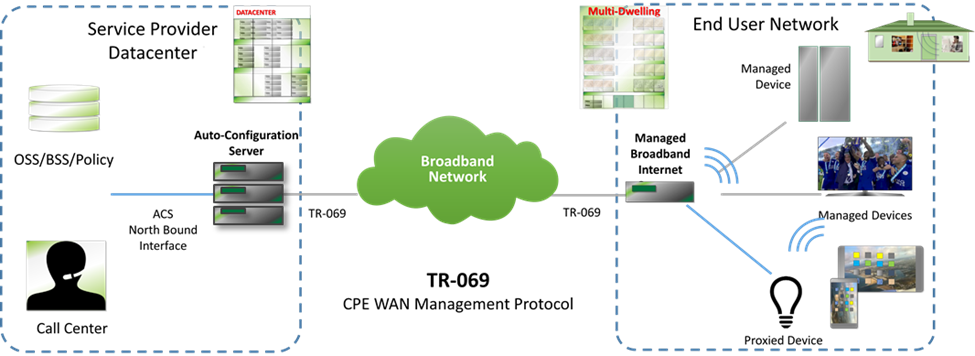 Service Provider
Datacenter
DATACENTER
OSS/BSS/Policy
Auto-Configuration
Server
ACS
North Bound
Interface
Call Center
TR-069
Broadband
Network
TR-069
TR-069
CPE WAN Management Protocol
Multi-Dwelling
End User Network
Managed
Device
Managed
Broadband
Internet
Managed Devices
Proxied Device